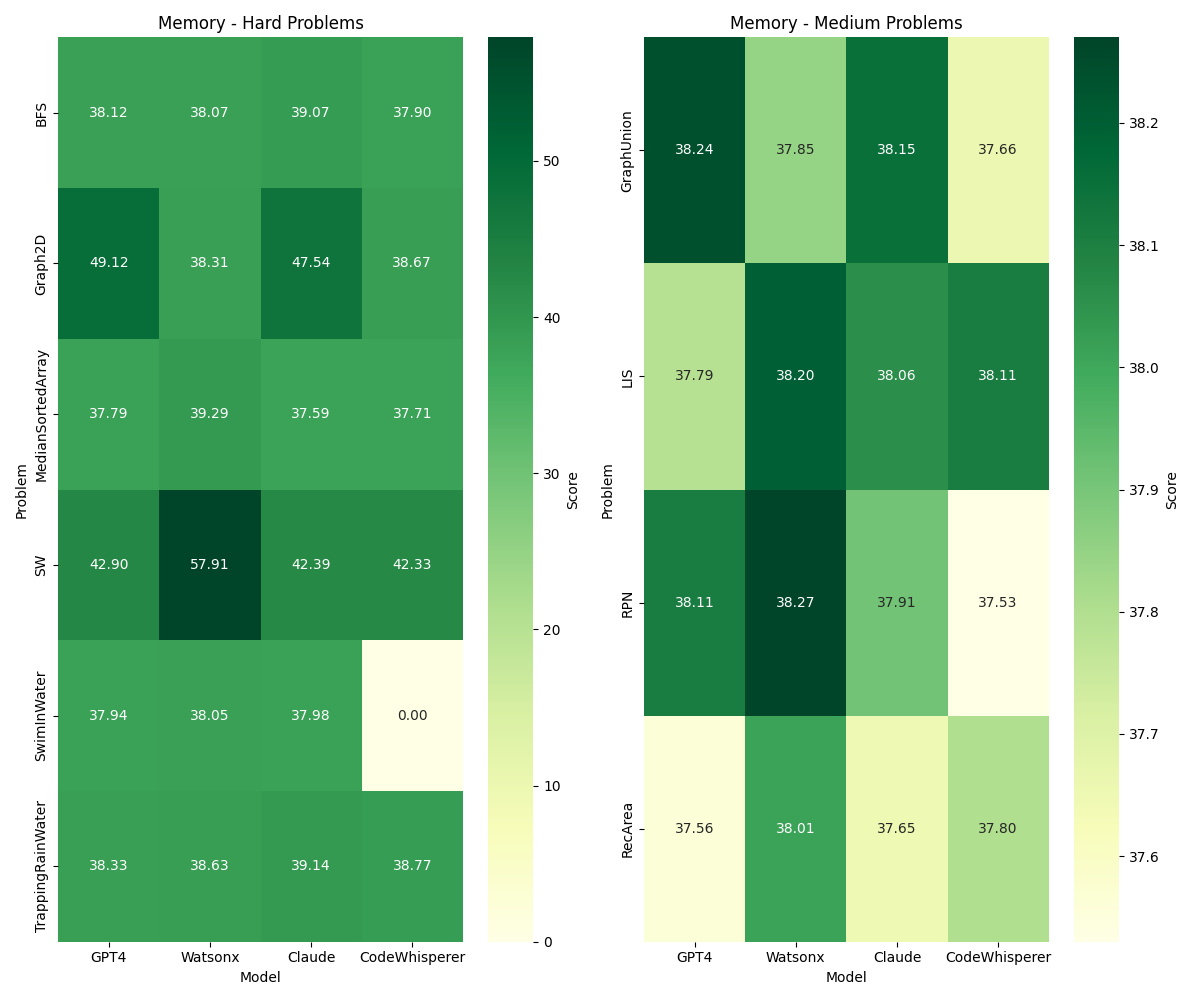 Memory - Hard Problems
BFS
Graph2D
MedianSortedArray
SW
SwimInWater
TrappingRainWater
Problem
38.12 38.07 39.07 37.90
49.12 38.31 47.54 38.67
37.79 39.29 37.59 37.71
42.90 57.91 42.39 42.33
37.94 38.05 37.98 0.00
38.33 38.63 39.14 38.77
GPT4 Watsonx Claude CodeWhisperer
Model
50
40
30
20
10
0
Score
Memory - Medium Problems
GraphUnion
LIS
RPN
RecArea
Problem
38.24 37.85 38.15 37.66
37.79 38.20 38.06 38.11
38.11 38.27 37.91 37.53
37.56 38.01 37.65 37.80
GPT4 Watsonx Claude CodeWhisperer
Model
38.2
38.1
38.0
37.9
37.8
37.7
37.6
Score